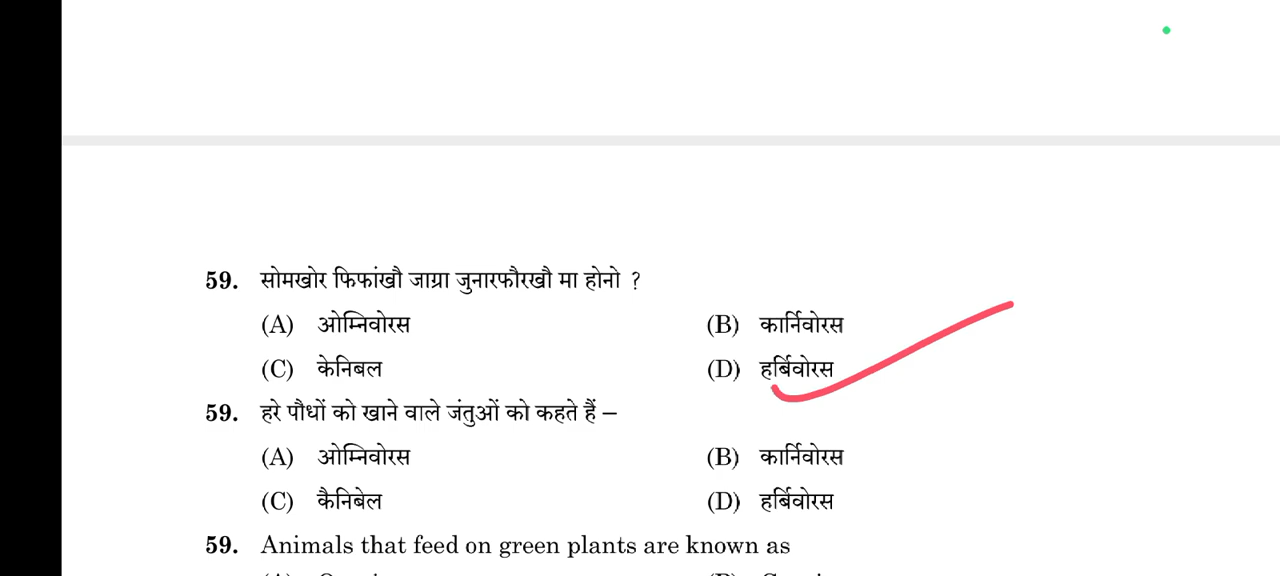 59. सोमखोर फिफांखौ जाग्रा जुनारफौरखौ मा होनो ?
(A) ओम्निवोरस (B) कार्निवोरस
(C) केनिबल (D) हर्बिवोरस
59. हरे पौधों को खाने वाले जंतुओं को कहते हैं –
(A) ओम्निवोरस (B) कार्निवोरस
(C) कैनिबेल (D) हर्बिवोरस
59. Animals that feed on green plants are known as